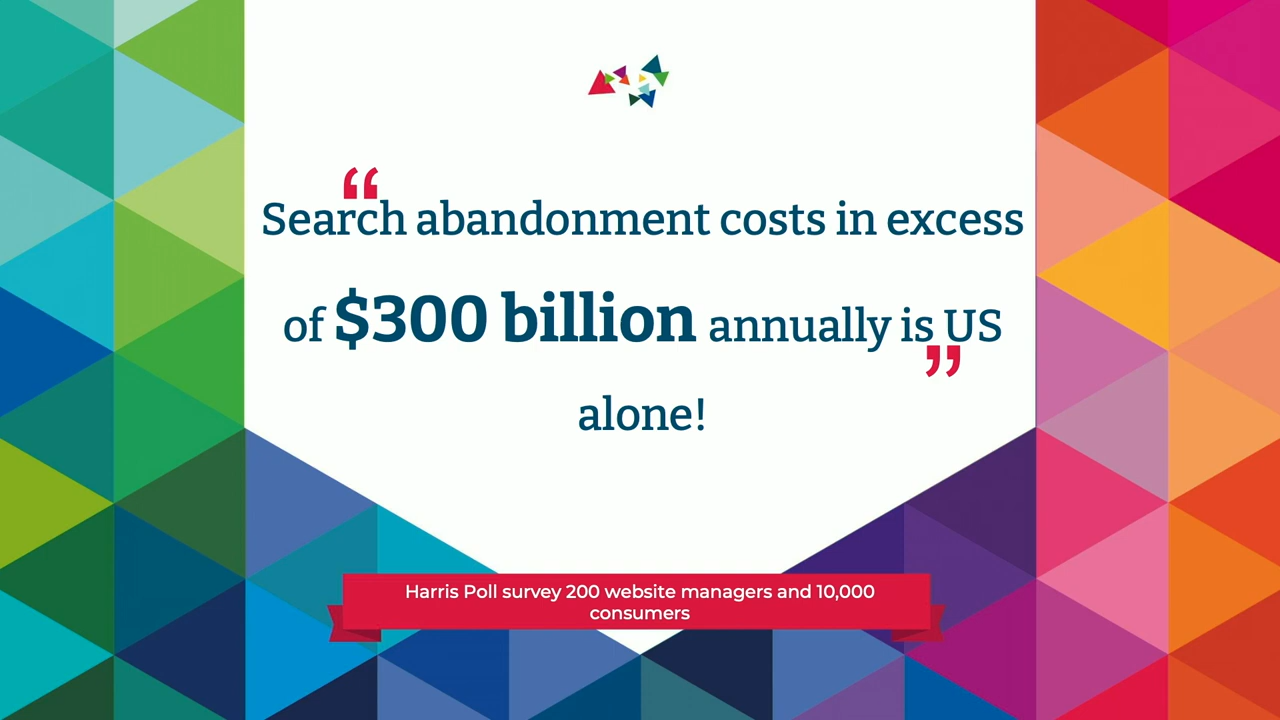 “
Search abandonment costs in excess
of $300 billion annually is US
”
alone!
Harris Poll survey 200 website managers and 10,000
consumers